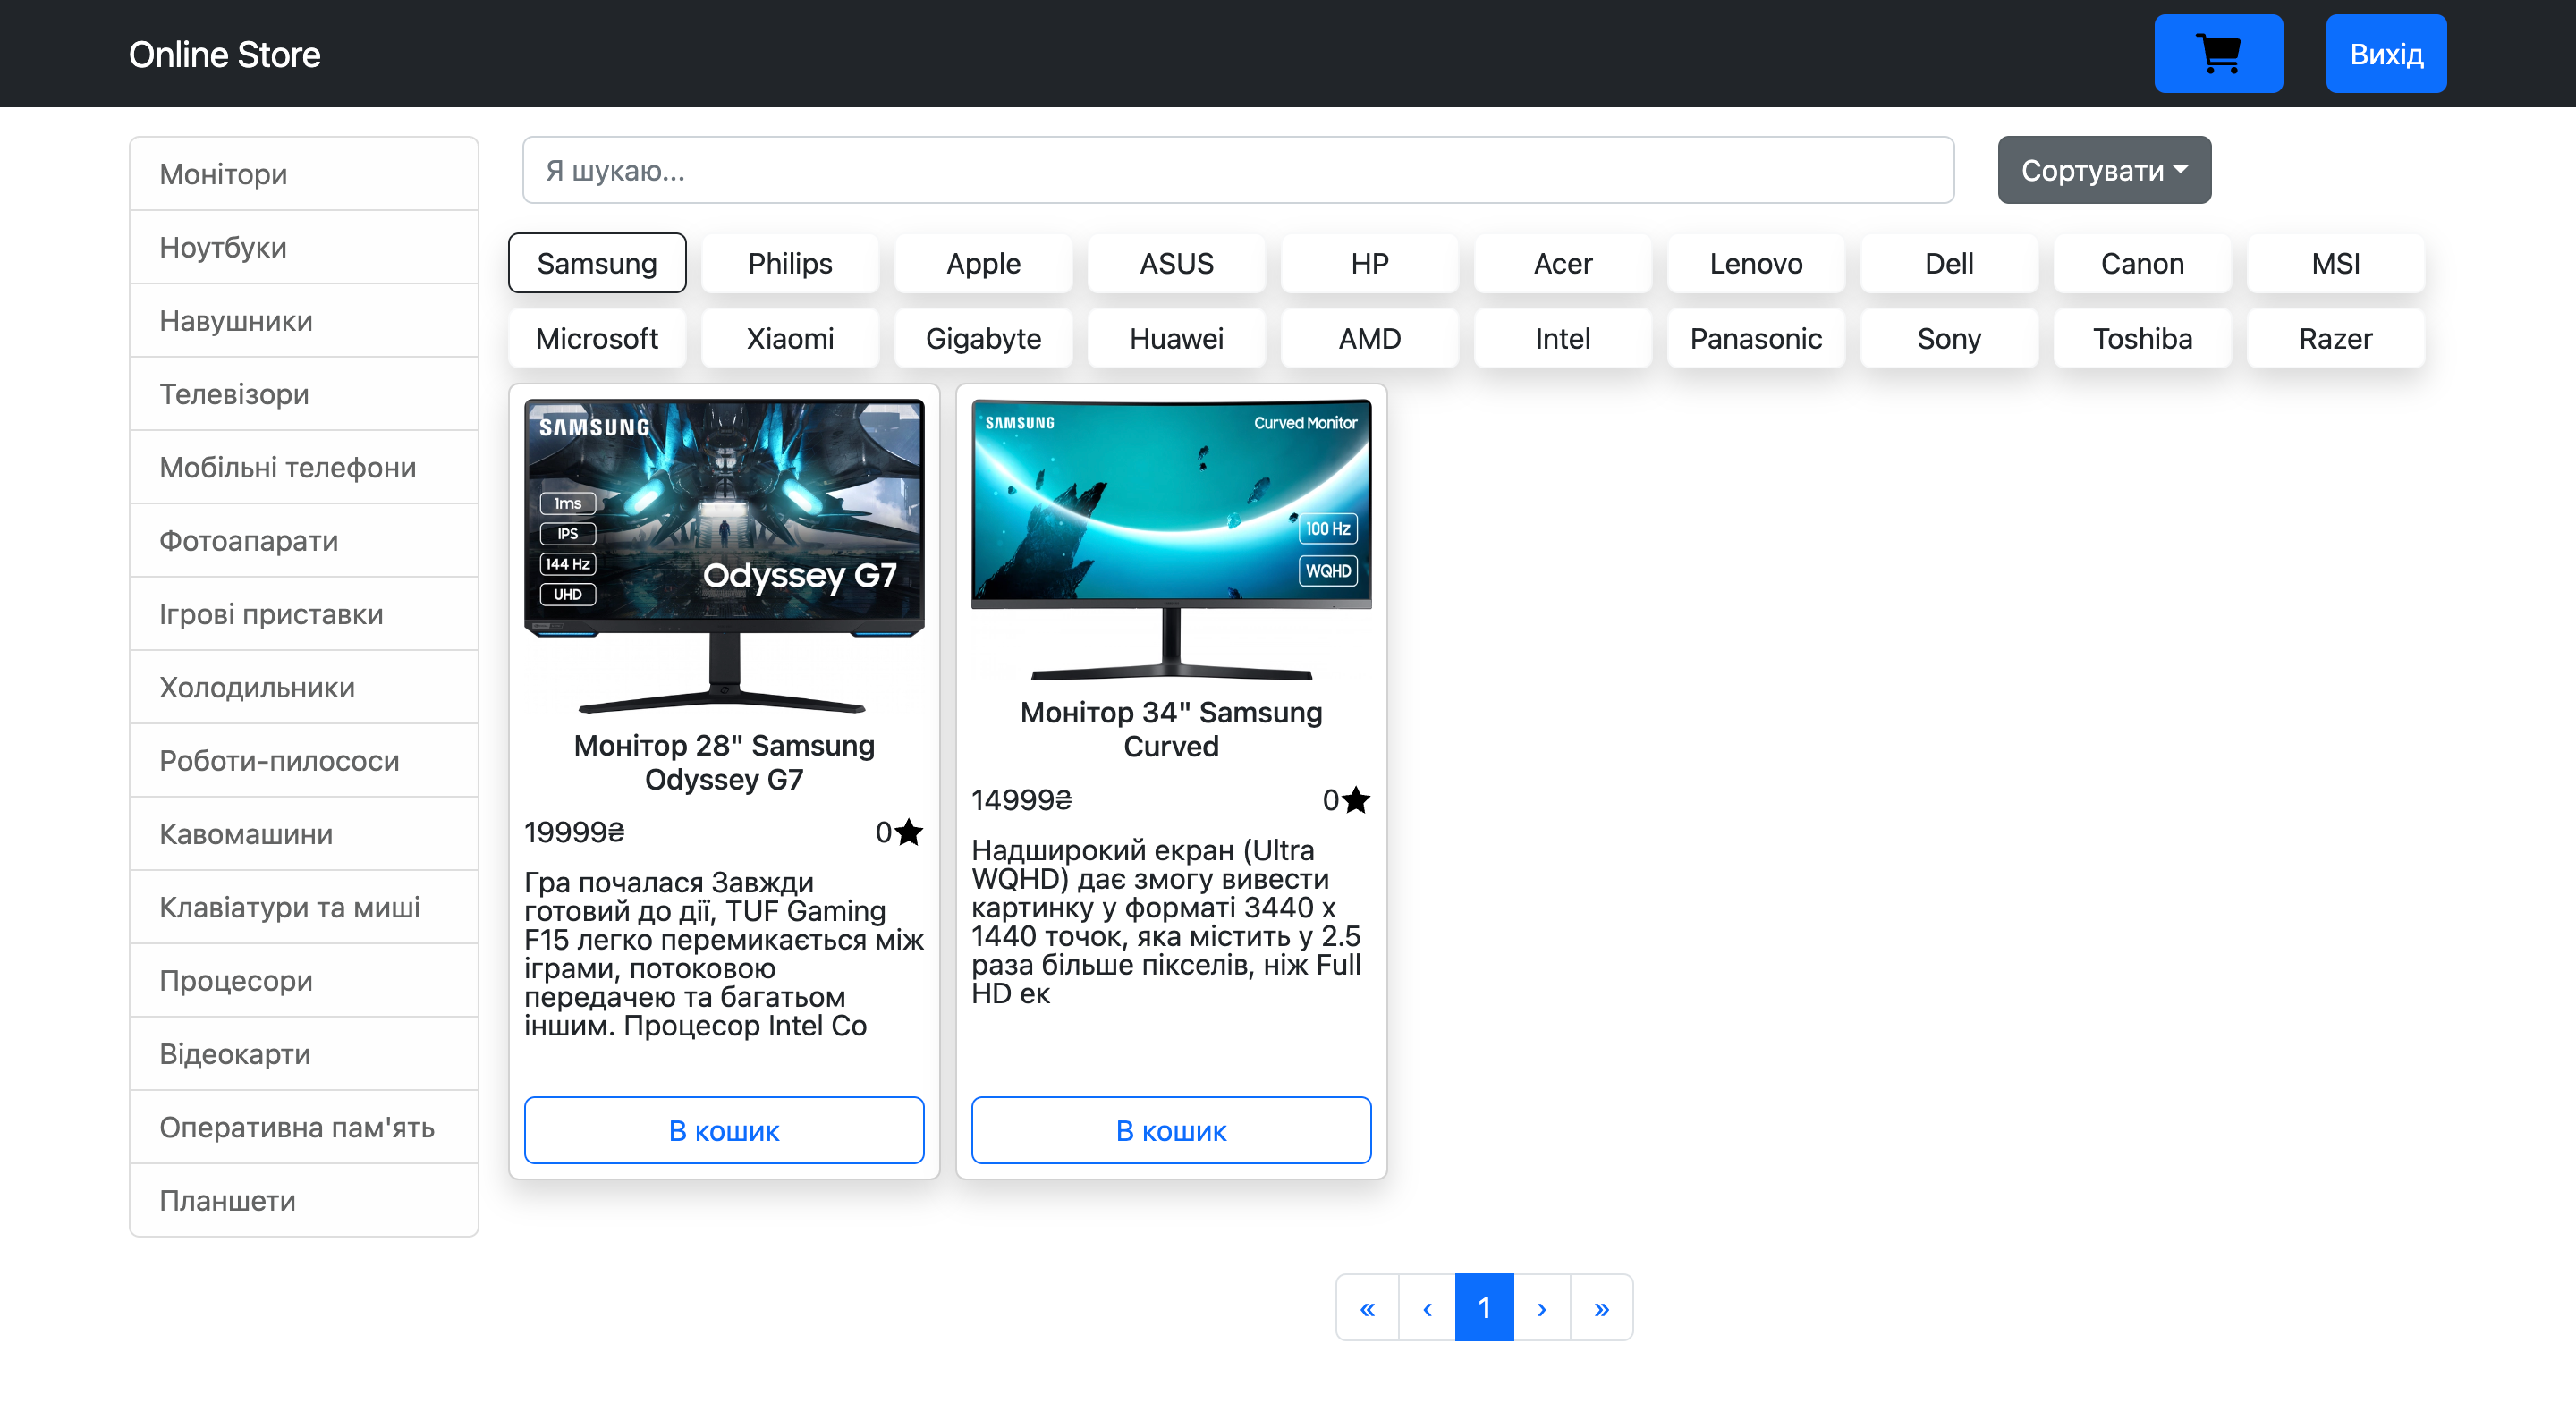 Online Store
Вихід
Монітори
Ноутбуки
Навушники
Телевізори
Мобільні телефони
Фотоапарати
Ігрові приставки
Холодильники
Роботи-пилососи
Кавомашини
Клавіатури та миші
Процесори
Відеокарти
Оперативна пам'ять
Планшети
Я шукаю...
Сортувати
Samsung Philips Apple ASUS HP Acer Lenovo Dell Canon MSI
Microsoft Xiaomi Gigabyte Huawei AMD Intel Panasonic Sony Toshiba Razer
SAMSUNG
1ms
IPS
144 Hz
UHD
Odyssey G7
Монітор 28" Samsung
Odyssey G7
19999₴ 0
Гра почалася Завжди
готовий до дії, TUF Gaming
F15 легко перемикається між
іграми, потоковою
передачею та багатьом
іншим. Процесор Intel Co
В кошик
SAMSUNG Curved Monitor
100 Hz
WQHD
Монітор 34" Samsung
Curved
14999₴ 0
Надширокий екран (Ultra
WQHD) дає змогу вивести
картинку у форматі 3440 x
1440 точок, яка містить у 2.5
раза більше пікселів, ніж Full
HD ек
В кошик
« ‹ 1 › »